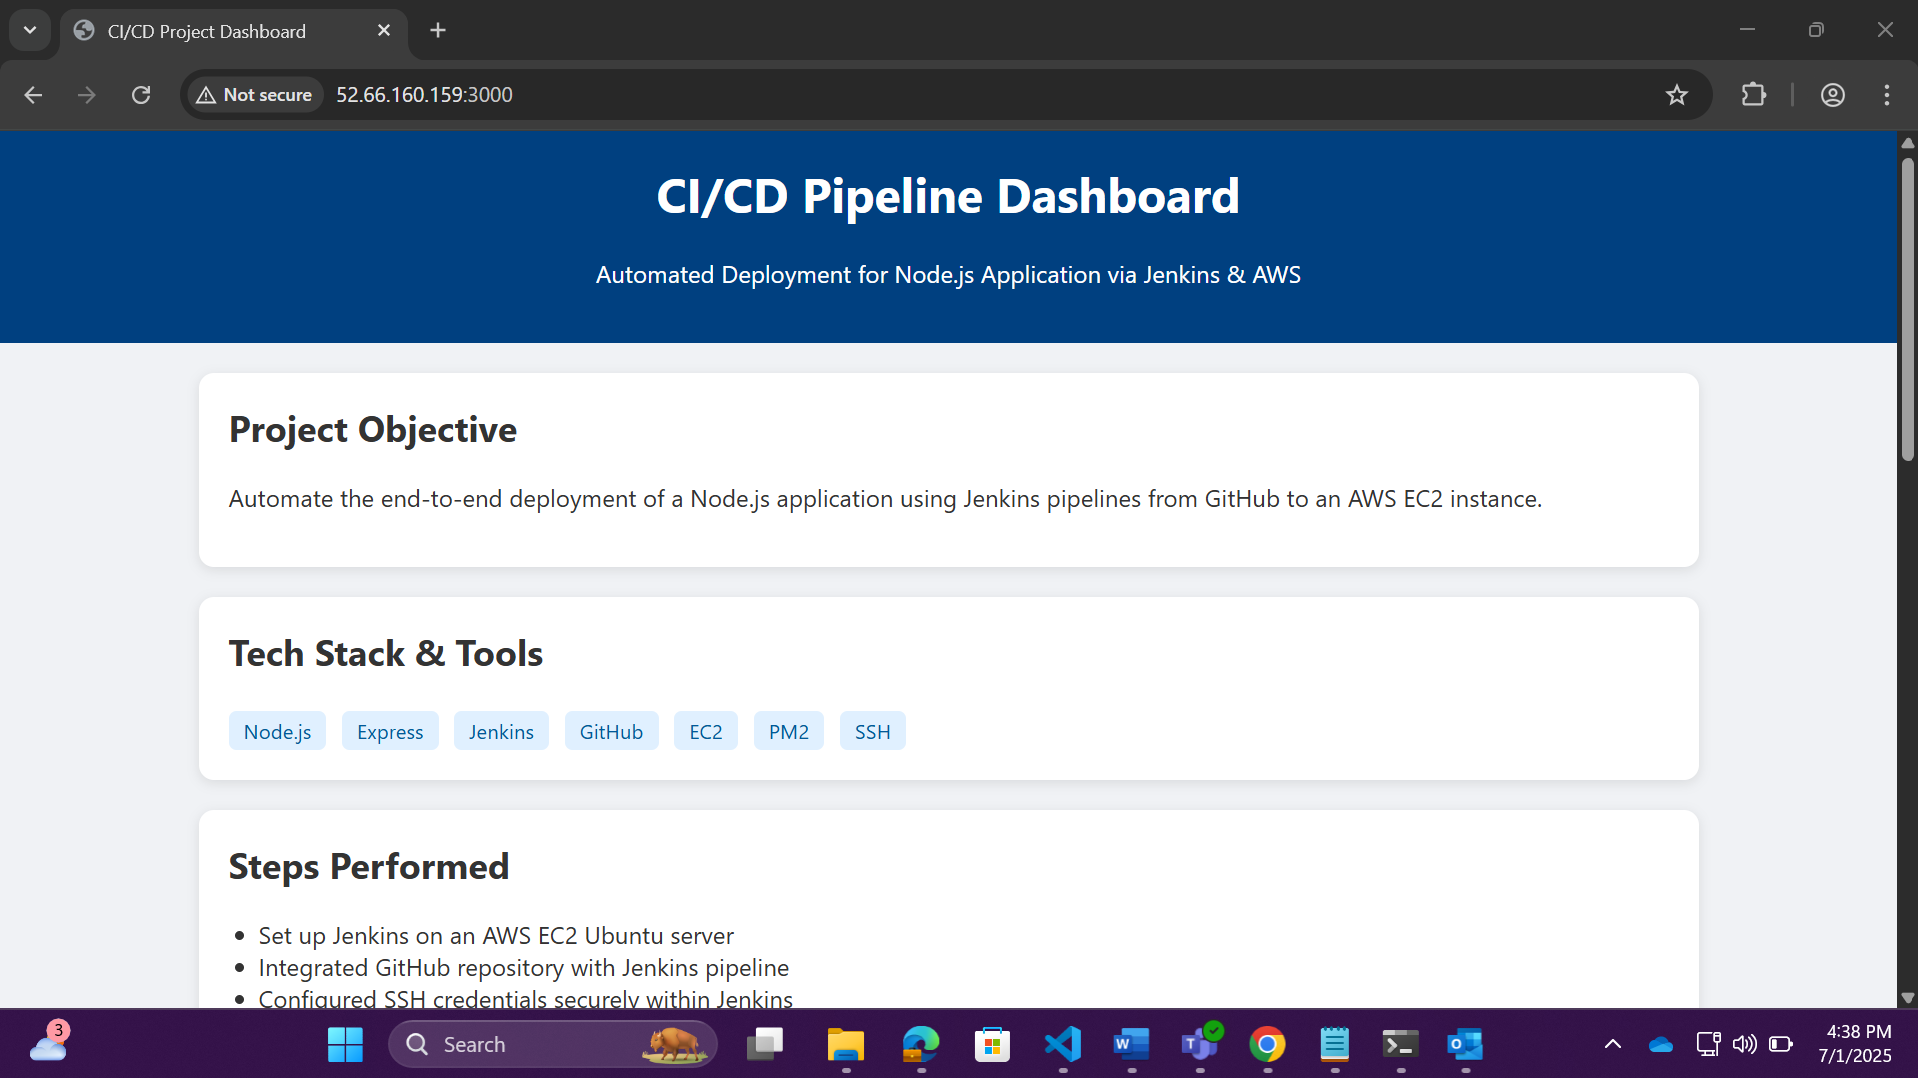 CI/CD Project Dashboard
Not secure
52.66.160.159:3000
CI/CD Pipeline Dashboard
Automated Deployment for Node.js Application via Jenkins & AWS
Project Objective
Automate the end-to-end deployment of a Node.js application using Jenkins pipelines from GitHub to an AWS EC2 instance.
Tech Stack & Tools
Node.js Express Jenkins GitHub EC2 PM2 SSH
Steps Performed
Set up Jenkins on an AWS EC2 Ubuntu server
Integrated GitHub repository with Jenkins pipeline
Configured SSH credentials securely within Jenkins
3
Search
4:38 PM
7/1/2025